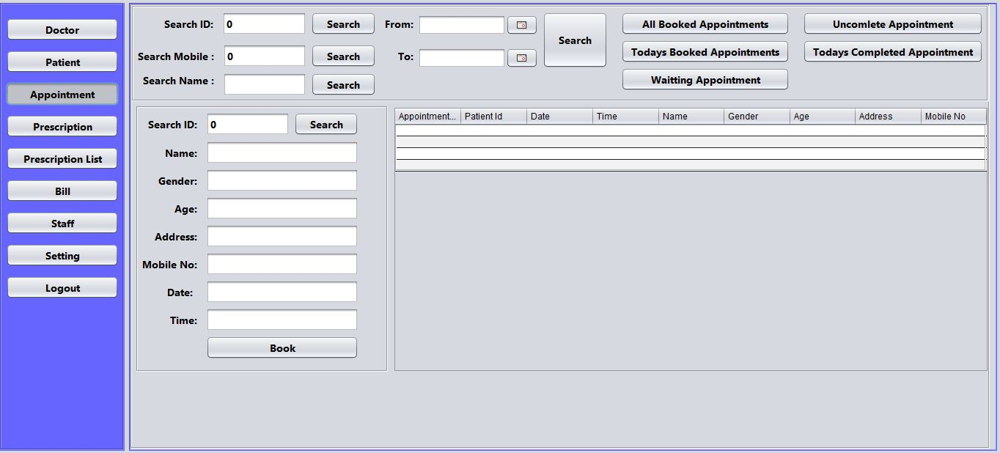 Doctor
Patient
Appointment
Prescription
Prescription List
Bill
Staff
Setting
Logout
Search ID: 0 Search From: Search All Booked Appointments Uncomlete Appointment
Search Mobile : 0 Search To: Todays Booked Appointments Todays Completed Appointment
Search Name : Search Waitting Appointment
Search ID: 0 Search
Name:
Gender:
Age:
Address:
Mobile No:
Date:
Time:
Book
Appointment... Patient Id Date Time Name Gender Age Address Mobile No